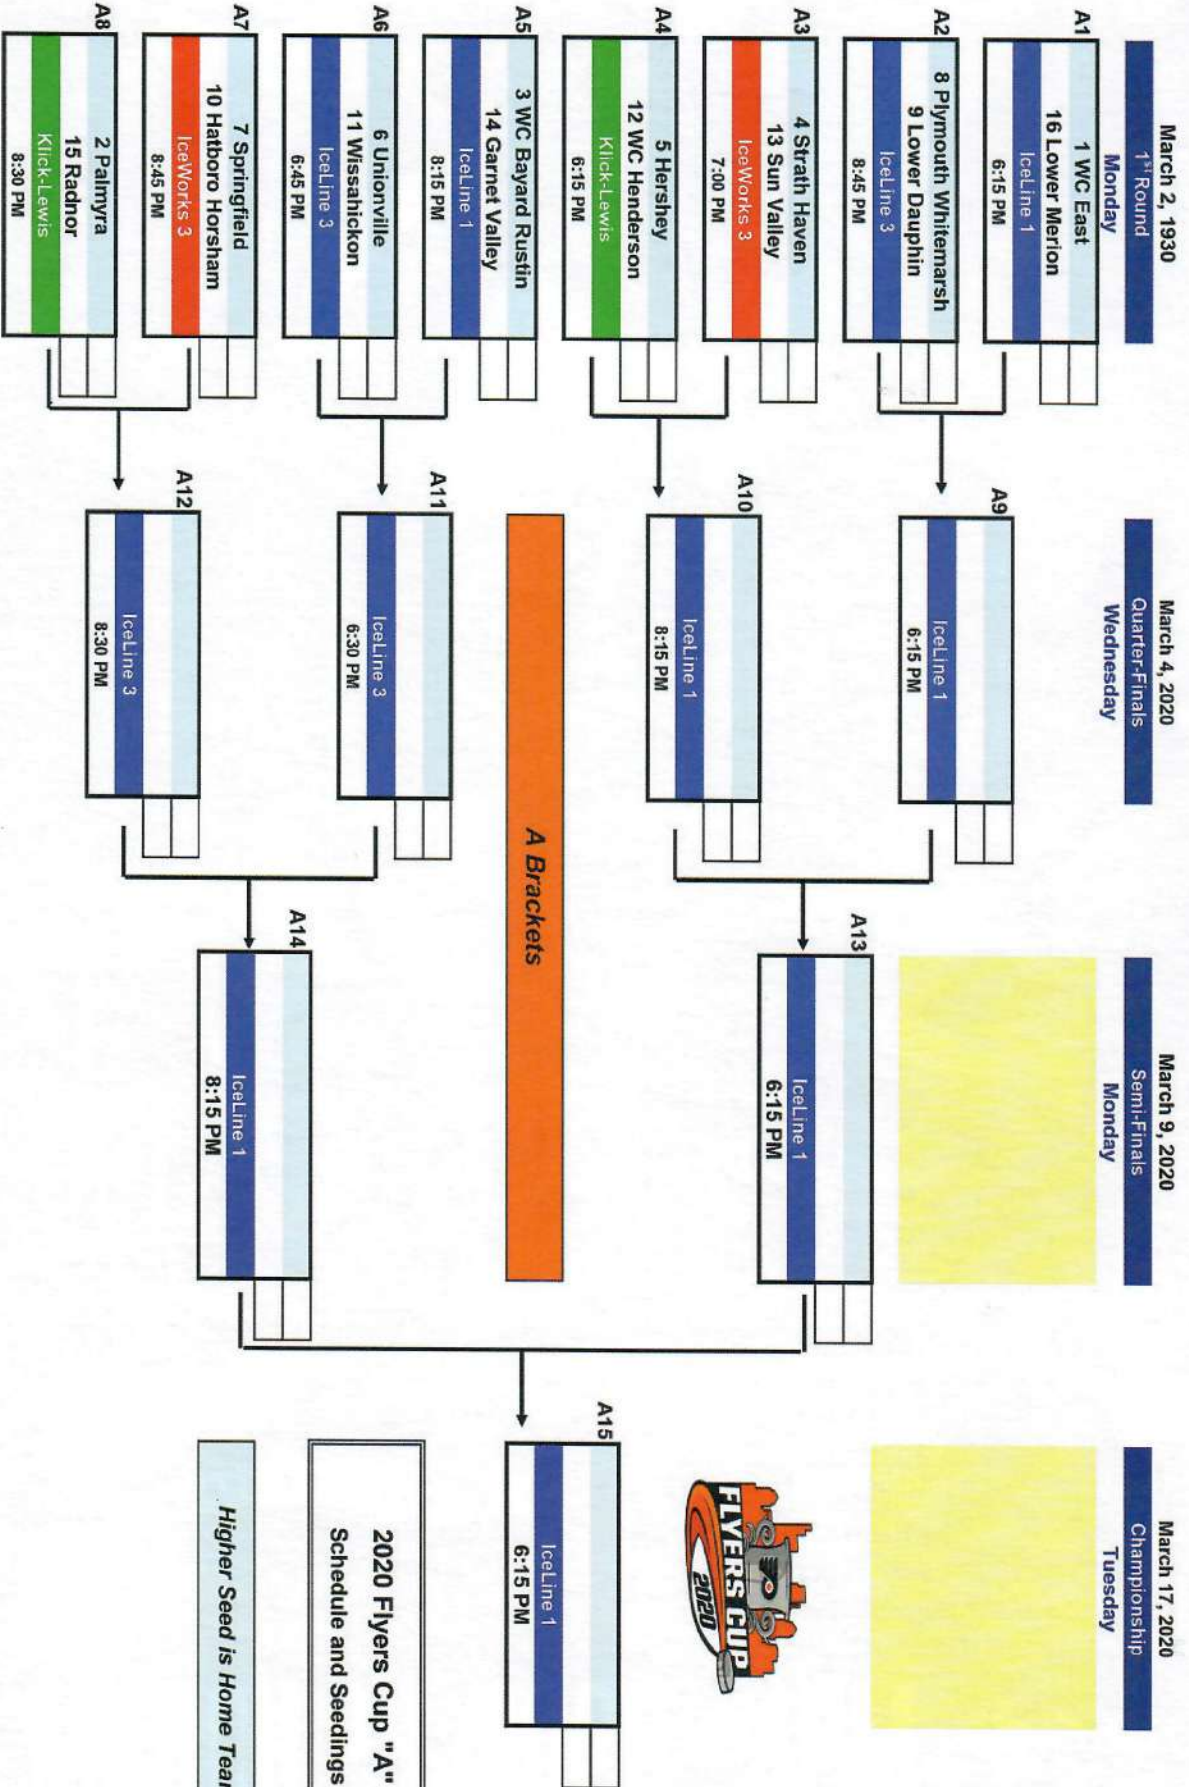 March 2, 1930
1st Round
Monday
A1
1 WC East
16 Lower Merion
IceLine 1
6:15 PM
A2
8 Plymouth Whitemarsh
9 Lower Dauphin
IceLine 3
8:45 PM
A3
4 Strath Haven
13 Sun Valley
IceWorks 3
7:00 PM
A4
5 Hershey
12 WC Henderson
Klick-Lewis
6:15 PM
A5
3 WC Bayard Rustin
14 Garnet Valley
IceLine 1
8:15 PM
A6
6 Unionville
11 Wissahickon
IceLine 3
6:45 PM
A7
7 Springfield
10 Hatboro Horsham
IceWorks 3
8:45 PM
A8
2 Palmyra
15 Radnor
Klick-Lewis
8:30 PM
March 4, 2020
Quarter-Finals
Wednesday
A9
IceLine 1
6:15 PM
A10
IceLine 1
8:15 PM
A Brackets
A11
IceLine 3
6:30 PM
A12
IceLine 3
8:30 PM
March 9, 2020
Semi-Finals
Monday
A13
IceLine 1
6:15 PM
A14
IceLine 1
8:15 PM
March 17, 2020
Championship
Tuesday
FLYERS CUP
2020
A15
IceLine 1
6:15 PM
2020 Flyers Cup "A"
Schedule and Seedings
Higher Seed is Home Tear